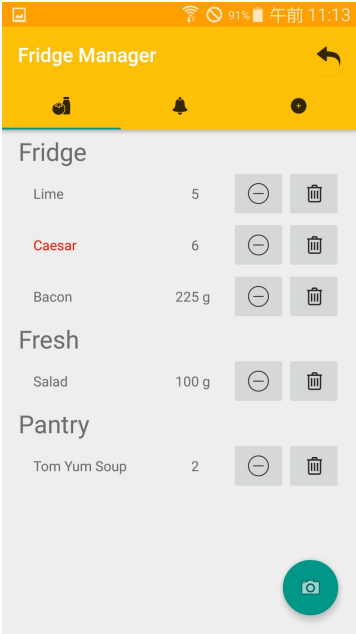 91% 午前 11:13
Fridge Manager
Fridge
Lime 5
Caesar 6
Bacon 225 g
Fresh
Salad 100 g
Pantry
Tom Yum Soup 2